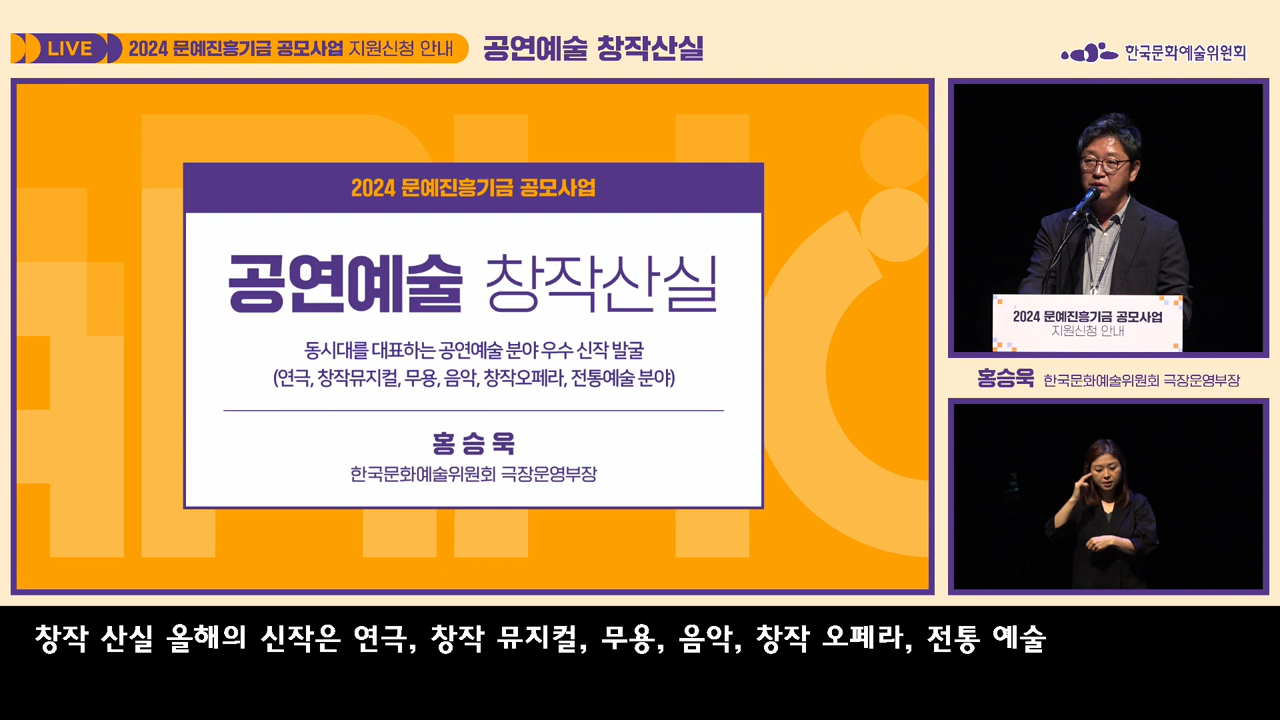 LIVE 2024 문예진흥기금 공모사업 지원신청 안내 공연예술 창작산실
한국문화예술위원회
2024 문예진흥기금 공모사업
공연예술 창작산실
동시대를 대표하는 공연예술 분야 우수 신작 발굴
(연극, 창작뮤지컬, 무용, 음악, 창작오페라, 전통예술 분야)
홍승욱
한국문화예술위원회 극장운영부장
2024 문예진흥기금 공모사업
지원신청 안내
홍승욱 한국문화예술위원회 극장운영부장
창작 산실 올해의 신작은 연극, 창작 뮤지컬, 무용, 음악, 창작 오페라, 전통 예술